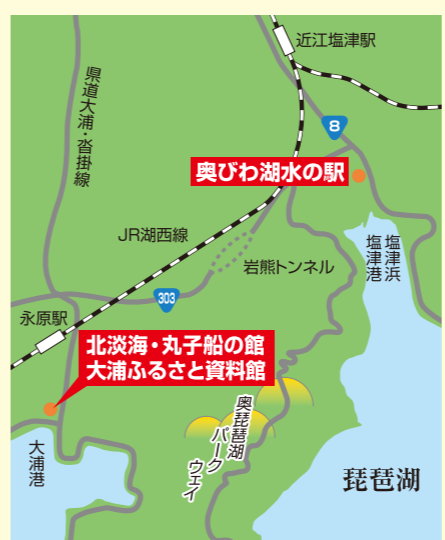 近江塩津駅
県道大浦・沓掛線
8
奥びわ湖水の駅
JR湖西線
塩津浜
塩津港
岩熊トンネル
303
永原駅
北淡海・丸子船の館
大浦ふるさと資料館
奥琵琶湖
パーク
ウェイ
大浦港
琵琶湖